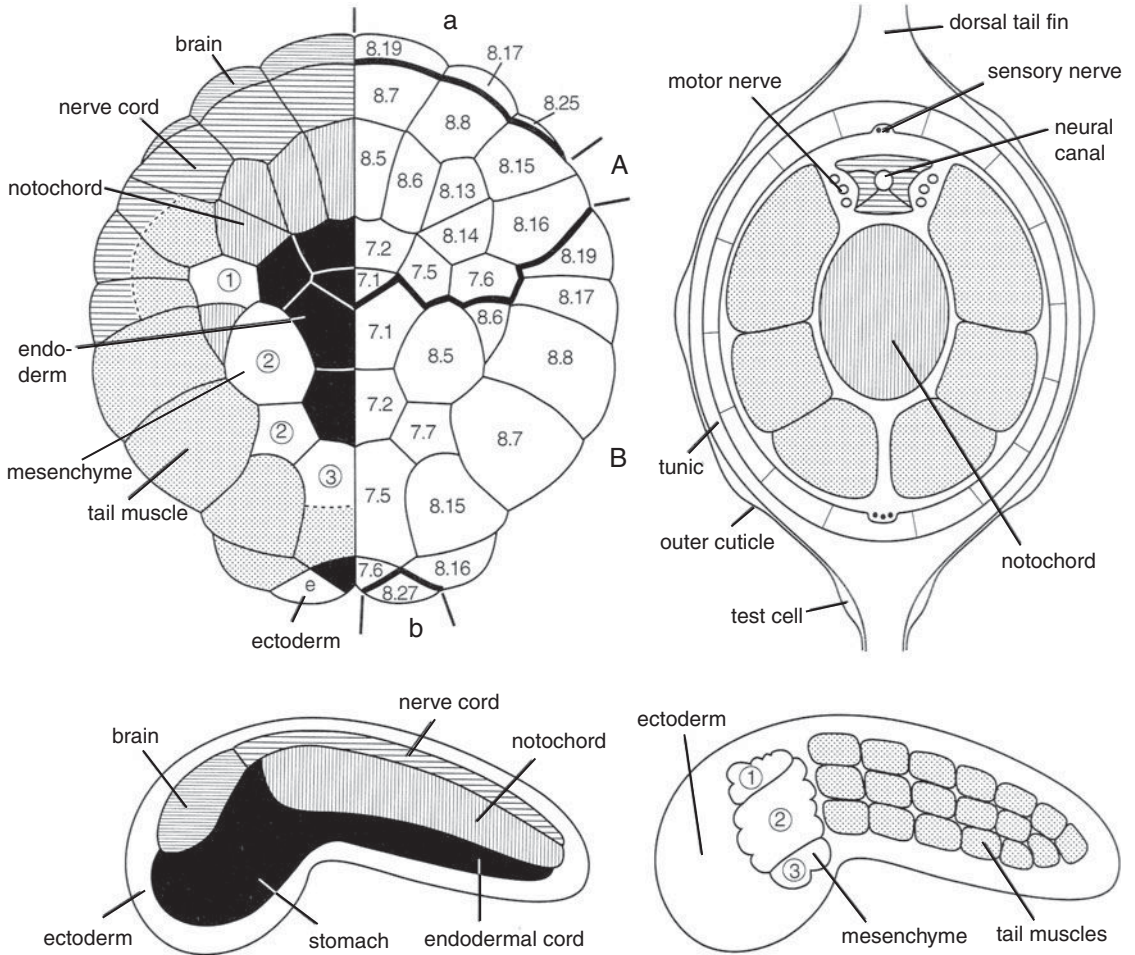 a
brain
8.19
8.17
nerve cord
8.7
8.25
8.8
notochord
8.5
8.15
A
8.6
8.13
8.16
7.2
8.14
8.19
①
7.1
7.5
7.6
8.17
endo-
derm
7.1
8.6
②
8.5
8.8
7.2
②
7.7
8.7
mesenchyme
B
tail muscle
③
7.5
8.15
7.6
8.16
e
8.27
ectoderm
b
dorsal tail fin
motor nerve
sensory nerve
neural
canal
tunic
outer cuticle
notochord
test cell
nerve cord
brain
notochord
ectoderm
stomach
endodermal cord
ectoderm
①
②
③
mesenchyme
tail muscles